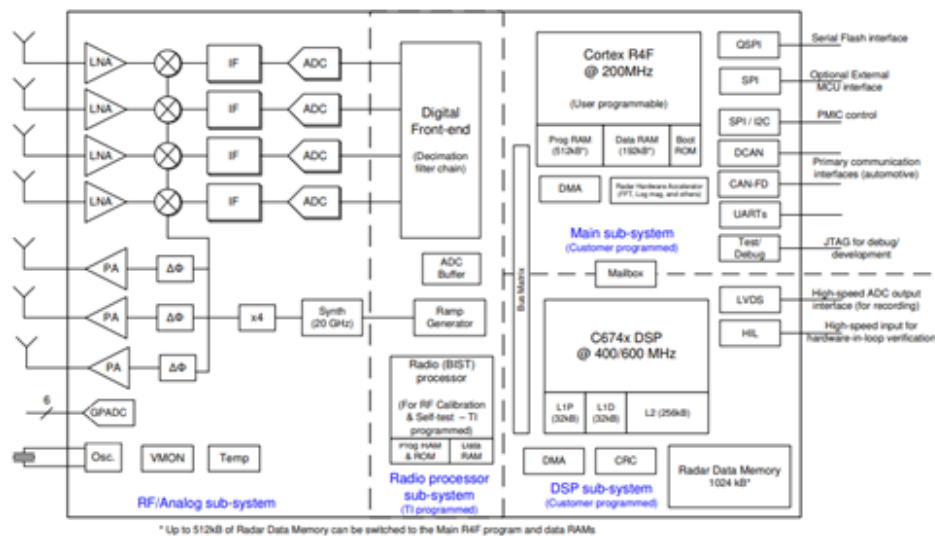 LNA
IF
ADC
LNA
IF
ADC
LNA
IF
ADC
LNA
IF
ADC
Digital
Front-end
(Decimation
filter chain)
PA
ΔΦ
PA
ΔΦ
PA
ΔΦ
x4
Synth
(20 GHz)
ADC
Buffer
Ramp
Generator
Radio (BIST)
processor
(For RF Calibration
& Self-test – TI
programmed)
Prog RAM
& ROM
Data
RAM
6
GPADC
Osc.
VMON
Temp
RF/Analog sub-system
Radio processor
sub-system
(TI programmed)
Bus Matrix
Cortex R4F
@ 200MHz
(User programmable)
Prog RAM
(512kB*)
Data RAM
(192kB*)
Boot
ROM
DMA
Radar Hardware Accelerator
(FFT, Log mag, and others)
Main sub-system
(Customer programmed)
Mailbox
C674x DSP
@ 400/600 MHz
L1P
(32kB)
L1D
(32kB)
L2 (256kB)
DMA
CRC
DSP sub-system
(Customer programmed)
Radar Data Memory
1024 kB*
QSPI
Serial Flash interface
SPI
Optional External
MCU interface
SPI / I2C
PMIC control
DCAN
CAN-FD
Primary communication
interfaces (automotive)
UARTs
Test/
Debug
JTAG for debug/
development
LVDS
High-speed ADC output
interface (for recording)
HIL
High-speed input for
hardware-in-loop verification
* Up to 512kB of Radar Data Memory can be switched to the Main R4F program and data RAMs